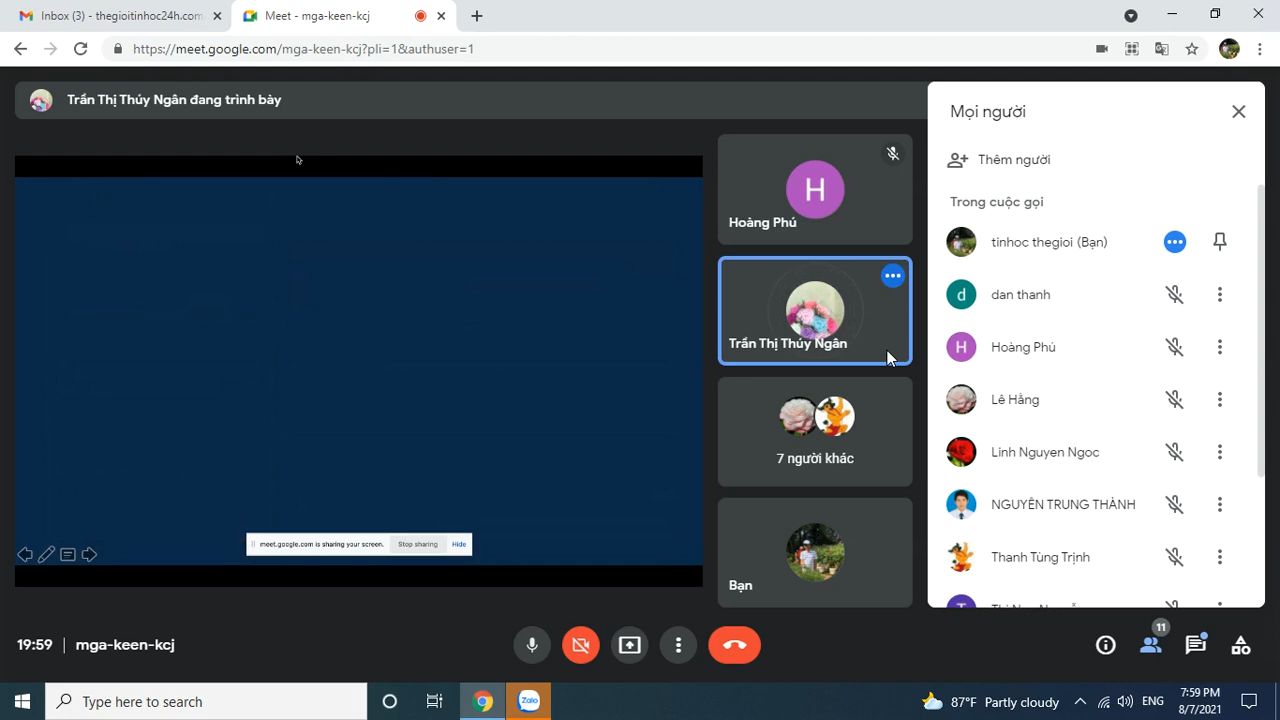 Inbox (3) - thegioitinhoc24h.com
Meet - mga-keen-kcj
https://meet.google.com/mga-keen-kcj?pli=1&authuser=1
Trần Thị Thúy Ngân đang trình bày
H
Hoàng Phú
Trần Thị Thúy Ngân
7 người khác
Bạn
meet.google.com is sharing your screen.
Stop sharing
Hide
Mọi người
Thêm người
Trong cuộc gọi
tinhoc thegioi (Bạn)
d
dan thanh
H
Hoàng Phú
Lê Hằng
Linh Nguyen Ngoc
NGUYÊN TRUNG THÀNH
Thanh Tùng Trịnh
19:59 | mga-keen-kcj
11
Type here to search
Zalo
87°F Partly cloudy
ENG
7:59 PM
8/7/2021